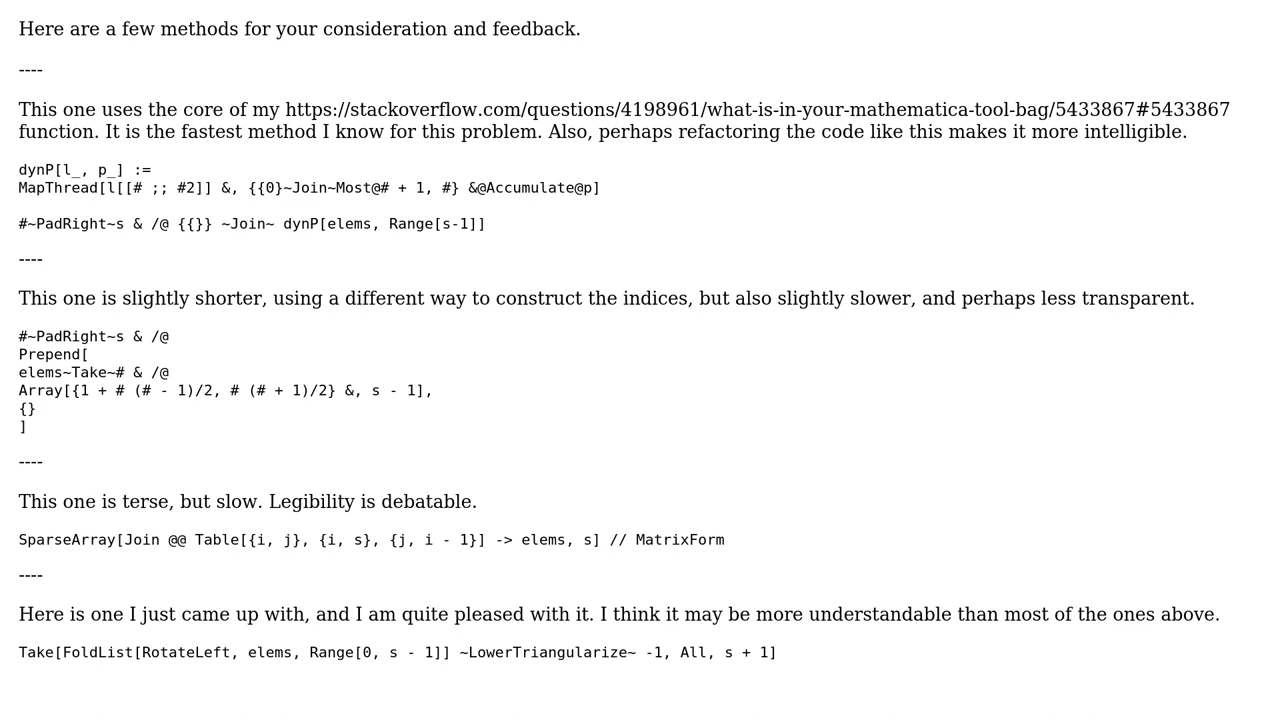 Here are a few methods for your consideration and feedback.
----
This one uses the core of my https://stackoverflow.com/questions/4198961/what-is-in-your-mathematica-tool-bag/5433867#5433867
function. It is the fastest method I know for this problem. Also, perhaps refactoring the code like this makes it more intelligible.
dynP[l_, p_] :=
MapThread[l[[# ;; #2]] &, {{0}~Join~Most@# + 1, #} &@Accumulate@p]
#~PadRight~s & /@ {{}} ~Join~ dynP[elems, Range[s-1]]
----
This one is slightly shorter, using a different way to construct the indices, but also slightly slower, and perhaps less transparent.
#~PadRight~s & /@
Prepend[
elems~Take~# & /@
Array[{1 + # (# - 1)/2, # (# + 1)/2} &, s - 1],
{}
]
----
This one is terse, but slow. Legibility is debatable.
SparseArray[Join @@ Table[{i, j}, {i, s}, {j, i - 1}] -> elems, s] // MatrixForm
----
Here is one I just came up with, and I am quite pleased with it. I think it may be more understandable than most of the ones above.
Take[FoldList[RotateLeft, elems, Range[0, s - 1]] ~LowerTriangularize~ -1, All, s + 1]